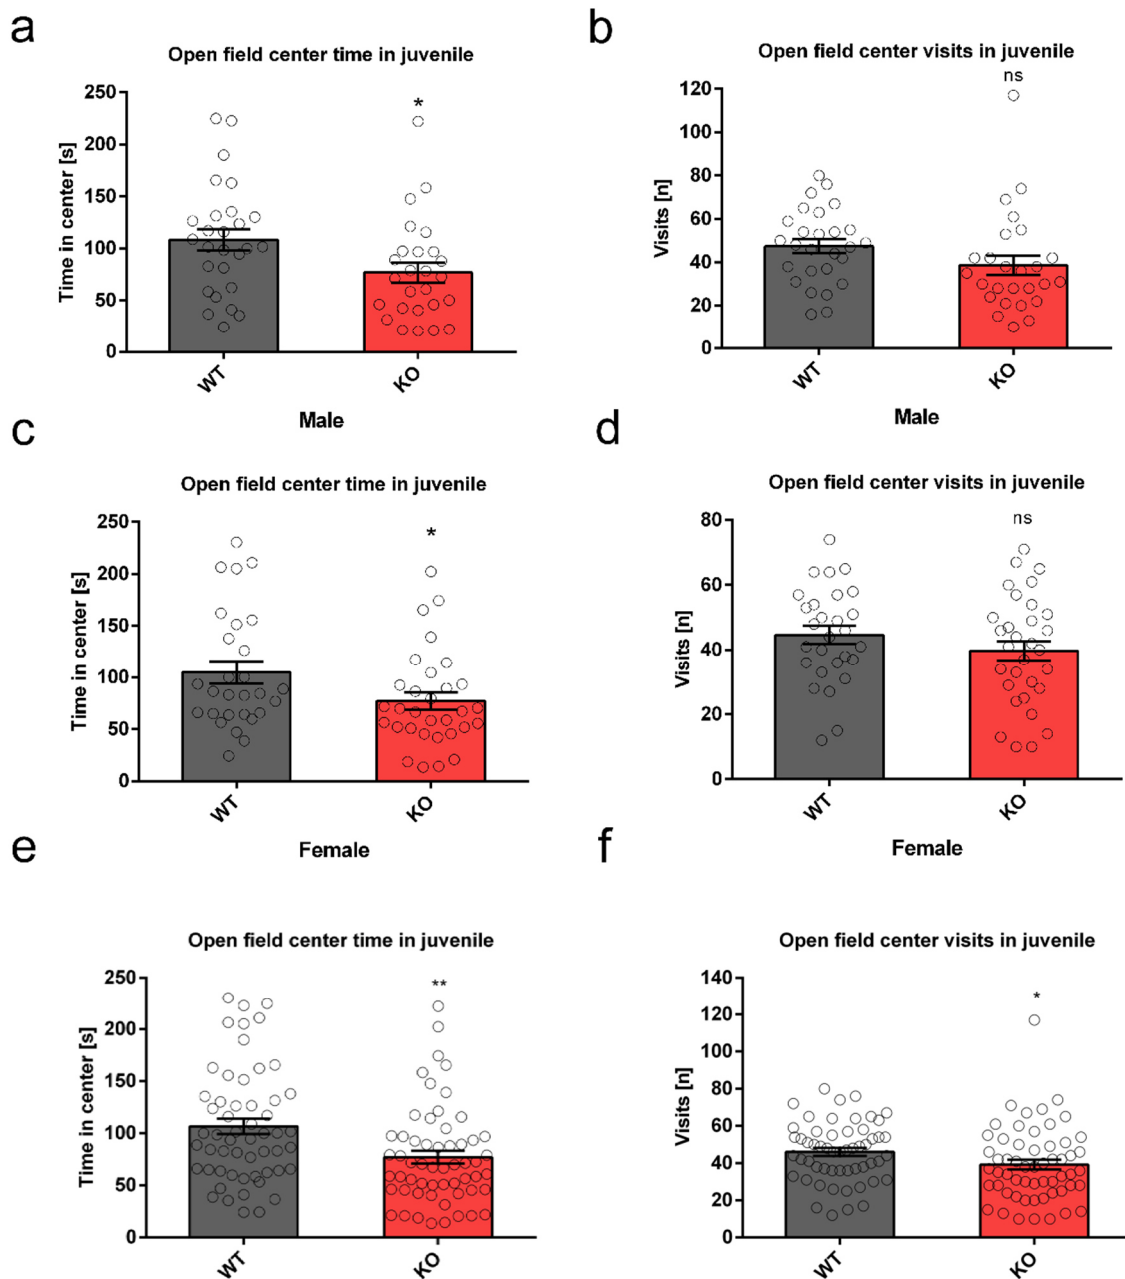 a
Open field center time in juvenile
*
250
200
150
100
50
0
Time in center [s]
WT
KO
Male
b
Open field center visits in juvenile
ns
120
100
80
60
40
20
0
Visits [n]
WT
KO
Male
c
Open field center time in juvenile
*
250
200
150
100
50
0
Time in center [s]
WT
KO
Female
d
Open field center visits in juvenile
ns
80
60
40
20
0
Visits [n]
WT
KO
Female
e
Open field center time in juvenile
**
250
200
150
100
50
0
Time in center [s]
WT
KO
f
Open field center visits in juvenile
*
140
120
100
80
60
40
20
0
Visits [n]
WT
KO